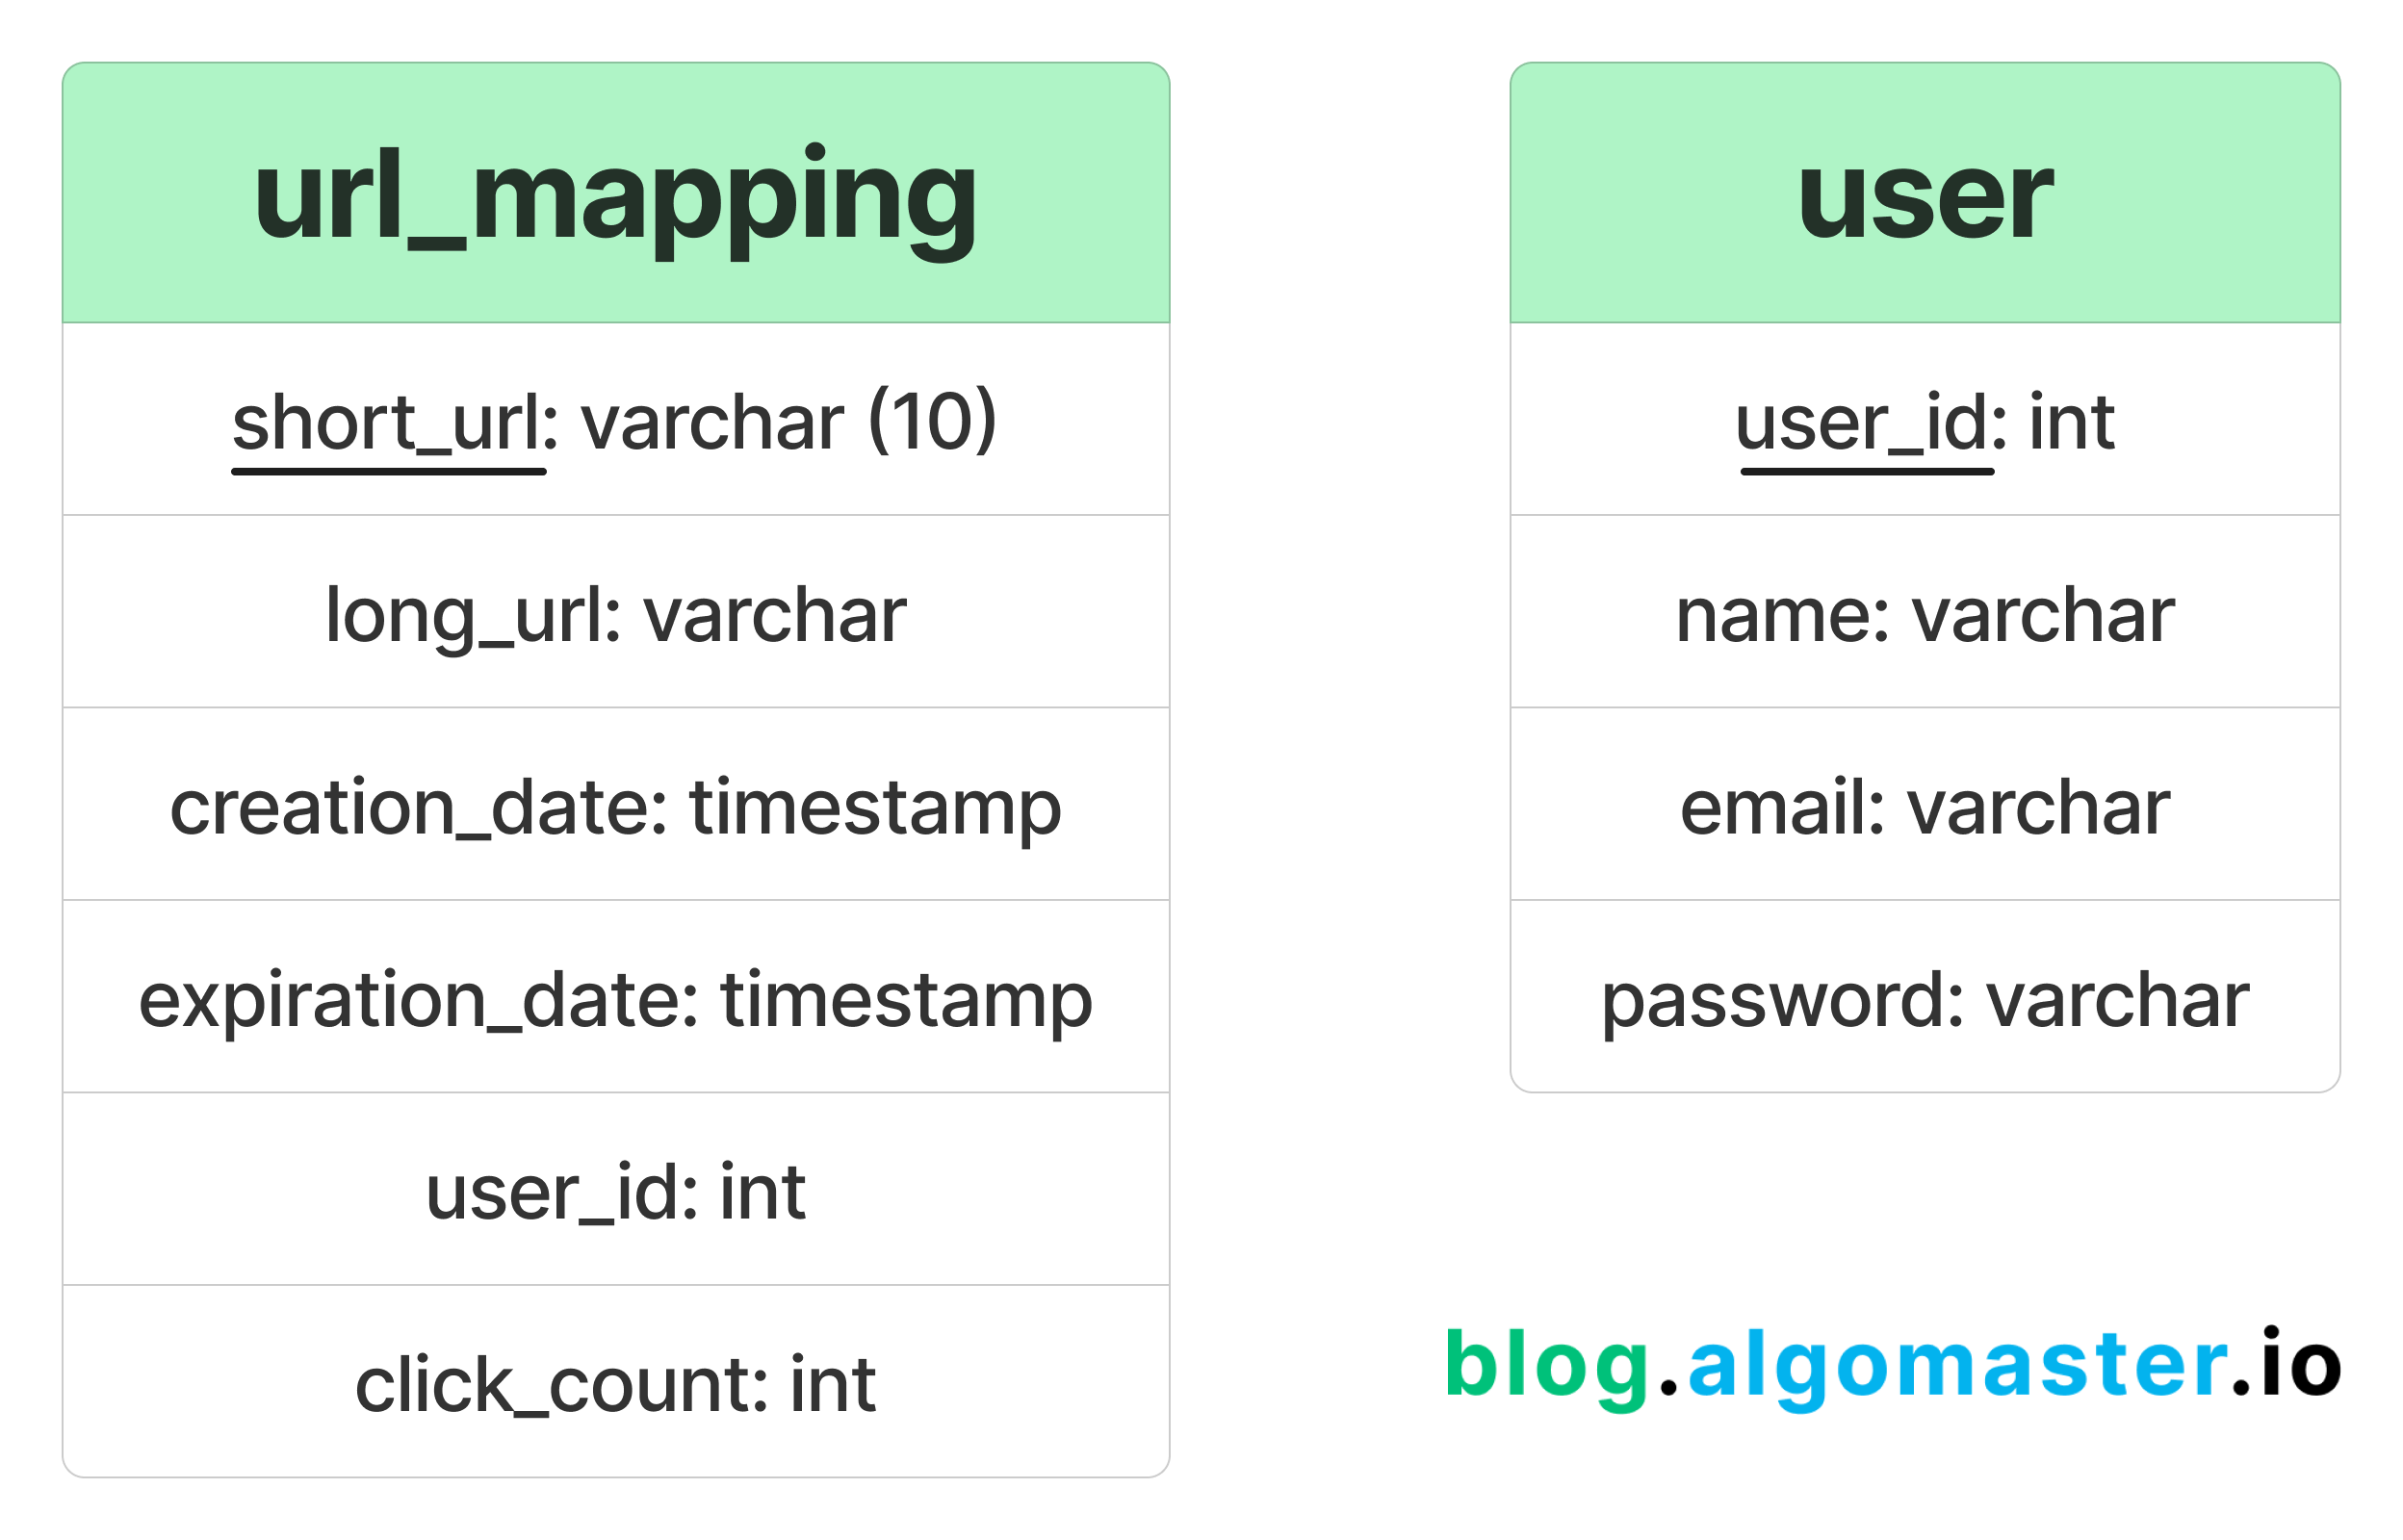 url_mapping
short_url: varchar (10)
long_url: varchar
creation_date: timestamp
expiration_date: timestamp
user_id: int
click_count: int
user
user_id: int
name: varchar
email: varchar
password: varchar
blog.algomaster.io